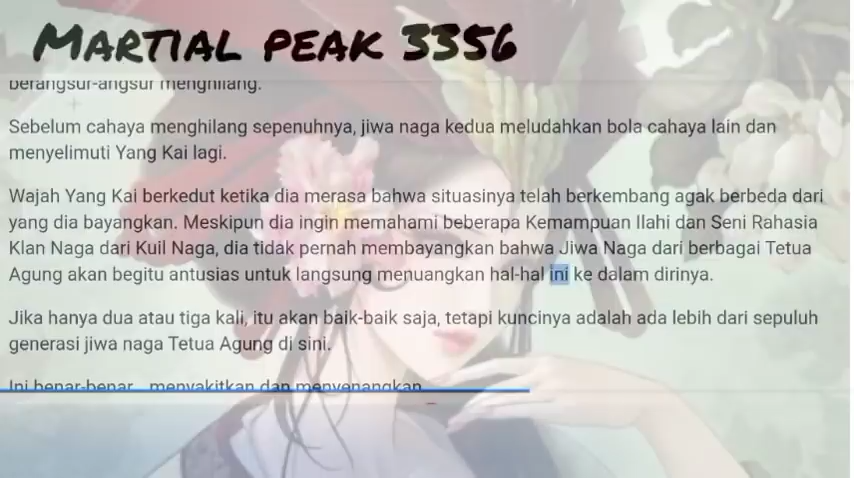 MARTIAL PEAK 3356
berangsur-angsur menghilang.
Sebelum cahaya menghilang sepenuhnya, jiwa naga kedua meludahkan bola cahaya lain dan
menyelimuti Yang Kai lagi.
Wajah Yang Kai berkedut ketika dia merasa bahwa situasinya telah berkembang agak berbeda dari
yang dia bayangkan. Meskipun dia ingin memahami beberapa Kemampuan Ilahi dan Seni Rahasia
Klan Naga dari Kuil Naga, dia tidak pernah membayangkan bahwa Jiwa Naga dari berbagai Tetua
Agung akan begitu antusias untuk langsung menuangkan hal-hal ini ke dalam dirinya.
Jika hanya dua atau tiga kali, itu akan baik-baik saja, tetapi kuncinya adalah ada lebih dari sepuluh
generasi jiwa naga Tetua Agung di sini.
Ini benar-benar.. menyakitkan dan menyenangkan